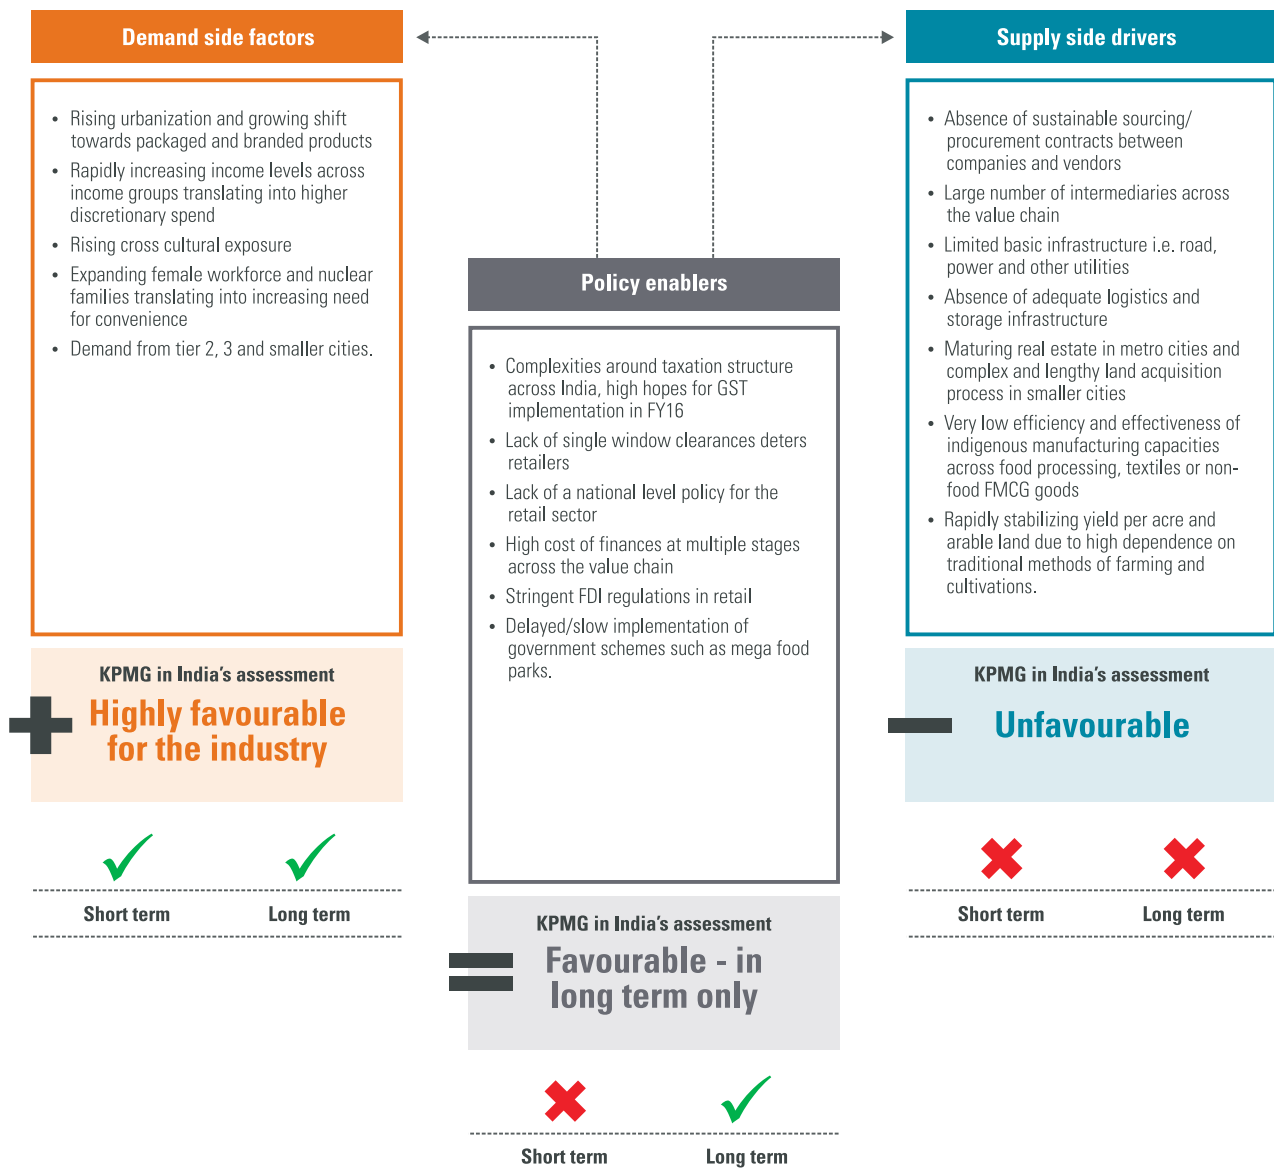 Demand side factors
• Rising urbanization and growing shift
towards packaged and branded products
• Rapidly increasing income levels across
income groups translating into higher
discretionary spend
• Rising cross cultural exposure
• Expanding female workforce and nuclear
families translating into increasing need
for convenience
• Demand from tier 2, 3 and smaller cities.
KPMG in India's assessment
Highly favourable
for the industry
Short term
Long term
Policy enablers
• Complexities around taxation structure
across India, high hopes for GST
implementation in FY16
• Lack of single window clearances deters
retailers
• Lack of a national level policy for the
retail sector
• High cost of finances at multiple stages
across the value chain
• Stringent FDI regulations in retail
• Delayed/slow implementation of
government schemes such as mega food
parks.
KPMG in India's assessment
Favourable - in
long term only
Short term
Long term
Supply side drivers
• Absence of sustainable sourcing/
procurement contracts between
companies and vendors
• Large number of intermediaries across
the value chain
• Limited basic infrastructure i.e. road,
power and other utilities
• Absence of adequate logistics and
storage infrastructure
• Maturing real estate in metro cities and
complex and lengthy land acquisition
process in smaller cities
• Very low efficiency and effectiveness of
indigenous manufacturing capacities
across food processing, textiles or non-
food FMCG goods
• Rapidly stabilizing yield per acre and
arable land due to high dependence on
traditional methods of farming and
cultivations.
KPMG in India's assessment
Unfavourable
Short term
Long term